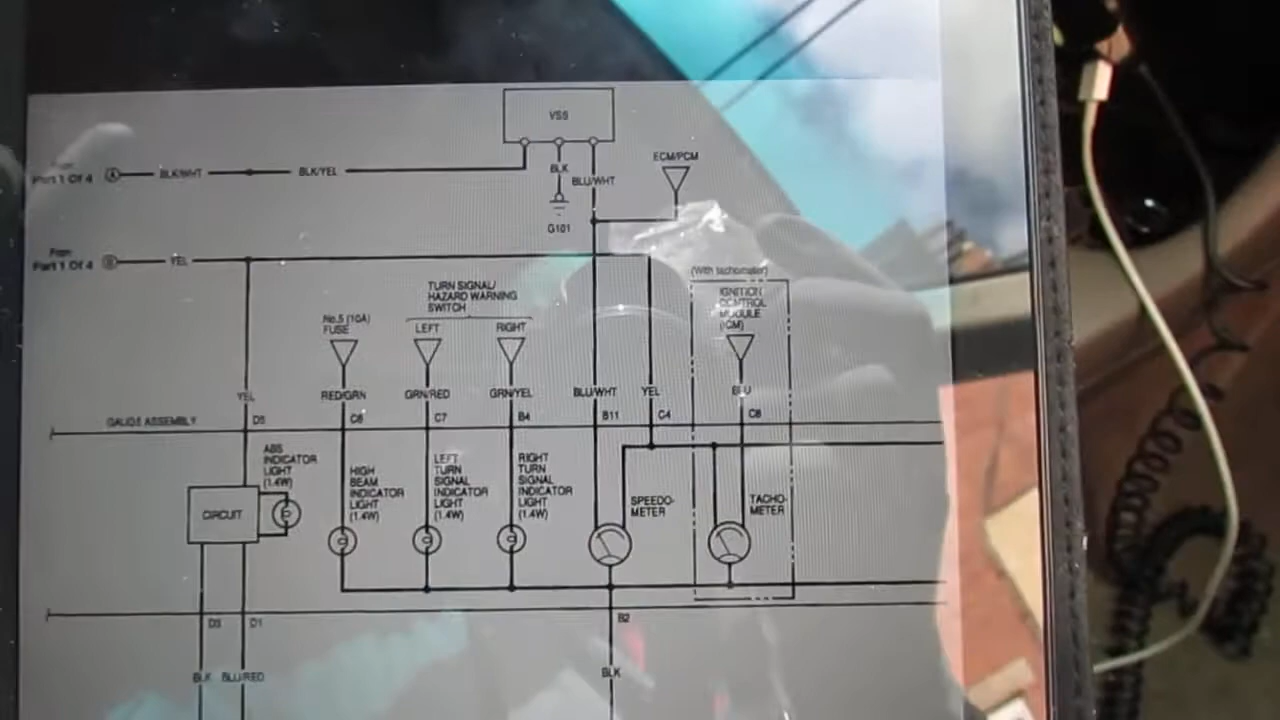 VSS
ECM/PCM
From
Part 1 Of 4
A
BLK/WHT
BLK/YEL
BLK
BLU/WHT
G101
From
Part 1 Of 4
B
YEL
(With tachometer)
TURN SIGNAL/
HAZARD WARNING
SWITCH
IGNITION
CONTROL
MODULE
(ICM)
No.5 (10A)
FUSE
LEFT
RIGHT
YEL
RED/GRN
GRN/RED
GRN/YEL
BLU/WHT
YEL
BLU
GAUGE ASSEMBLY
D5
C6
C7
B4
B11
C4
C8
ABS
INDICATOR
LIGHT
(1.4W)
HIGH
BEAM
INDICATOR
LIGHT
(1.4W)
LEFT
TURN
SIGNAL
INDICATOR
LIGHT
(1.4W)
RIGHT
TURN
SIGNAL
INDICATOR
LIGHT
(1.4W)
SPEEDO-
METER
TACHO-
METER
CIRCUIT
D3
D1
B2
BLK
BLU/RED
BLK